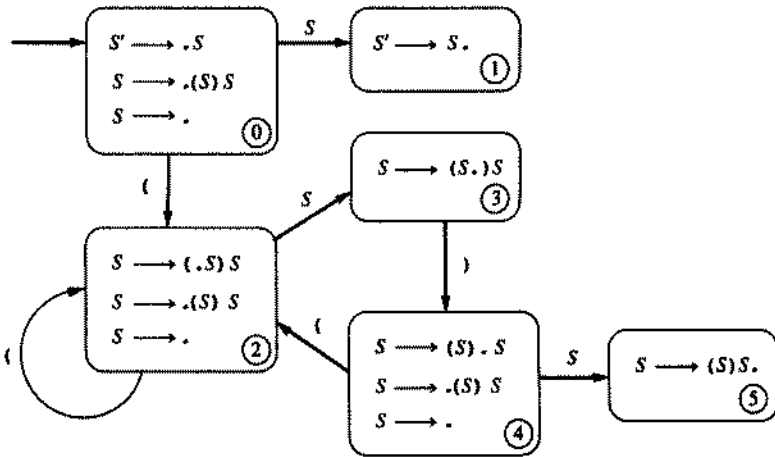 S' ⟶ .S
S ⟶ .(S)S
S ⟶ .
0
S
S' ⟶ S.
1
(
S
S ⟶ (S.)S
3
S ⟶ (.S)S
S ⟶ .(S) S
S ⟶ .
2
(
)
(
S ⟶ (S).S
S ⟶ .(S) S
S ⟶ .
4
S
S ⟶ (S)S.
5